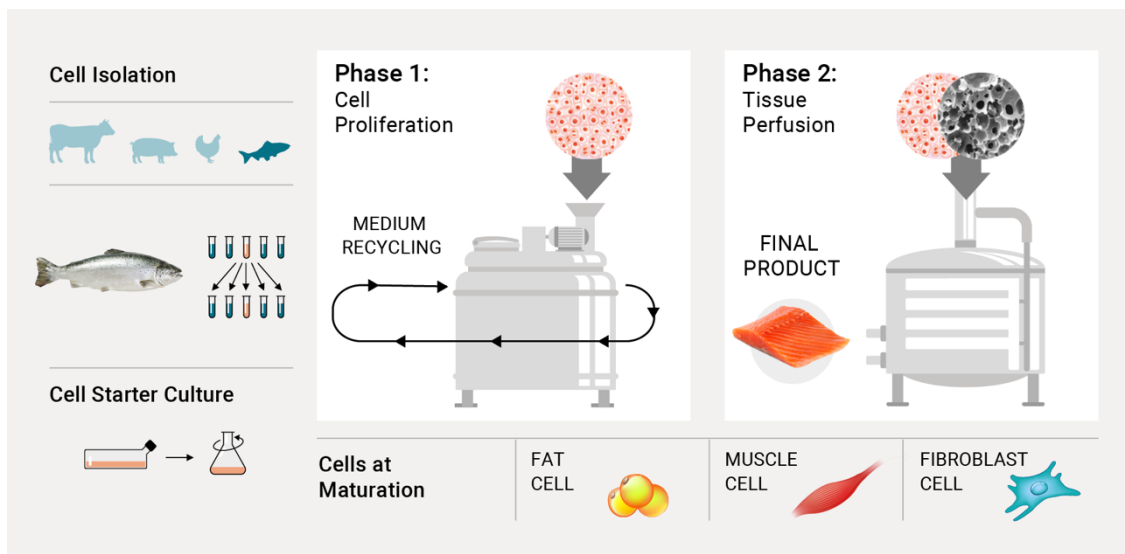 Cell Isolation
Cell Starter Culture
Phase 1:
Cell
Proliferation
MEDIUM
RECYCLING
Phase 2:
Tissue
Perfusion
FINAL
PRODUCT
Cells at
Maturation
FAT
CELL
MUSCLE
CELL
FIBROBLAST
CELL